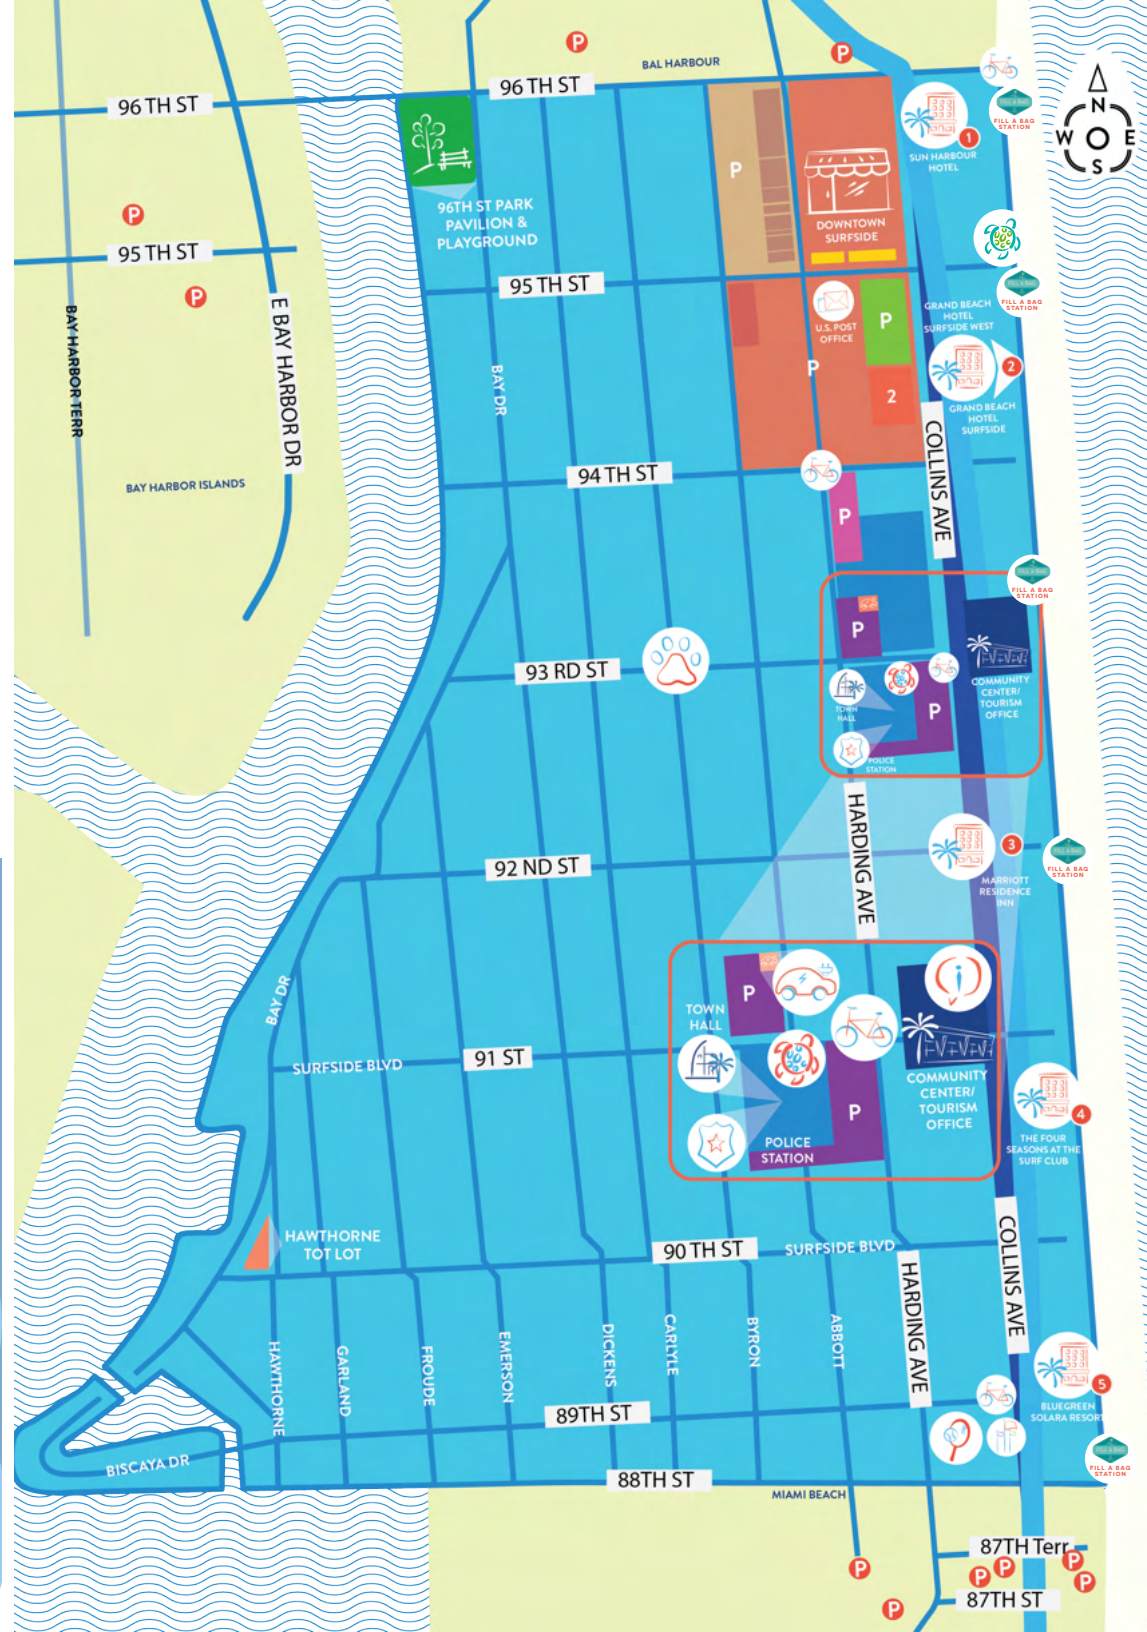 P
P
BAL HARBOUR
96 TH ST
96 TH ST
FILL A BAG
STATION
N
W O E
S
1
SUN HARBOUR
HOTEL
P
96TH ST PARK
PAVILION &
PLAYGROUND
DOWNTOWN
SURFSIDE
P
95 TH ST
95 TH ST
P
FILL A BAG
STATION
U.S. POST
OFFICE
P
GRAND BEACH
HOTEL
SURFSIDE WEST
2
P
2
GRAND BEACH
HOTEL
SURFSIDE
BAY HARBOR TERR
E BAY HARBOR DR
BAY DR
COLLINS AVE
BAY HARBOR ISLANDS
94 TH ST
P
FILL A BAG
FILL A BAG
STATION
P
93 RD ST
TOWN
HALL
P
COMMUNITY
CENTER/
TOURISM
OFFICE
POLICE
STATION
HARDING AVE
3
MARRIOTT
RESIDENCE
INN
FILL A BAG
STATION
92 ND ST
BAY DR
P
TOWN
HALL
COMMUNITY
CENTER/
TOURISM
OFFICE
P
POLICE
STATION
SURFSIDE BLVD
91 ST
4
THE FOUR
SEASONS AT THE
SURF CLUB
HAWTHORNE
TOT LOT
90 TH ST
SURFSIDE BLVD
COLLINS AVE
HARDING AVE
HAWTHORNE
GARLAND
FROUDE
EMERSON
DICKENS
CARLYLE
BYRON
ABBOTT
5
BLUEGREEN
SOLARA RESORT
89TH ST
BISCAYA DR
FILL A BAG
STATION
88TH ST
MIAMI BEACH
87TH Terr
P
P
P
P
P
87TH ST
P